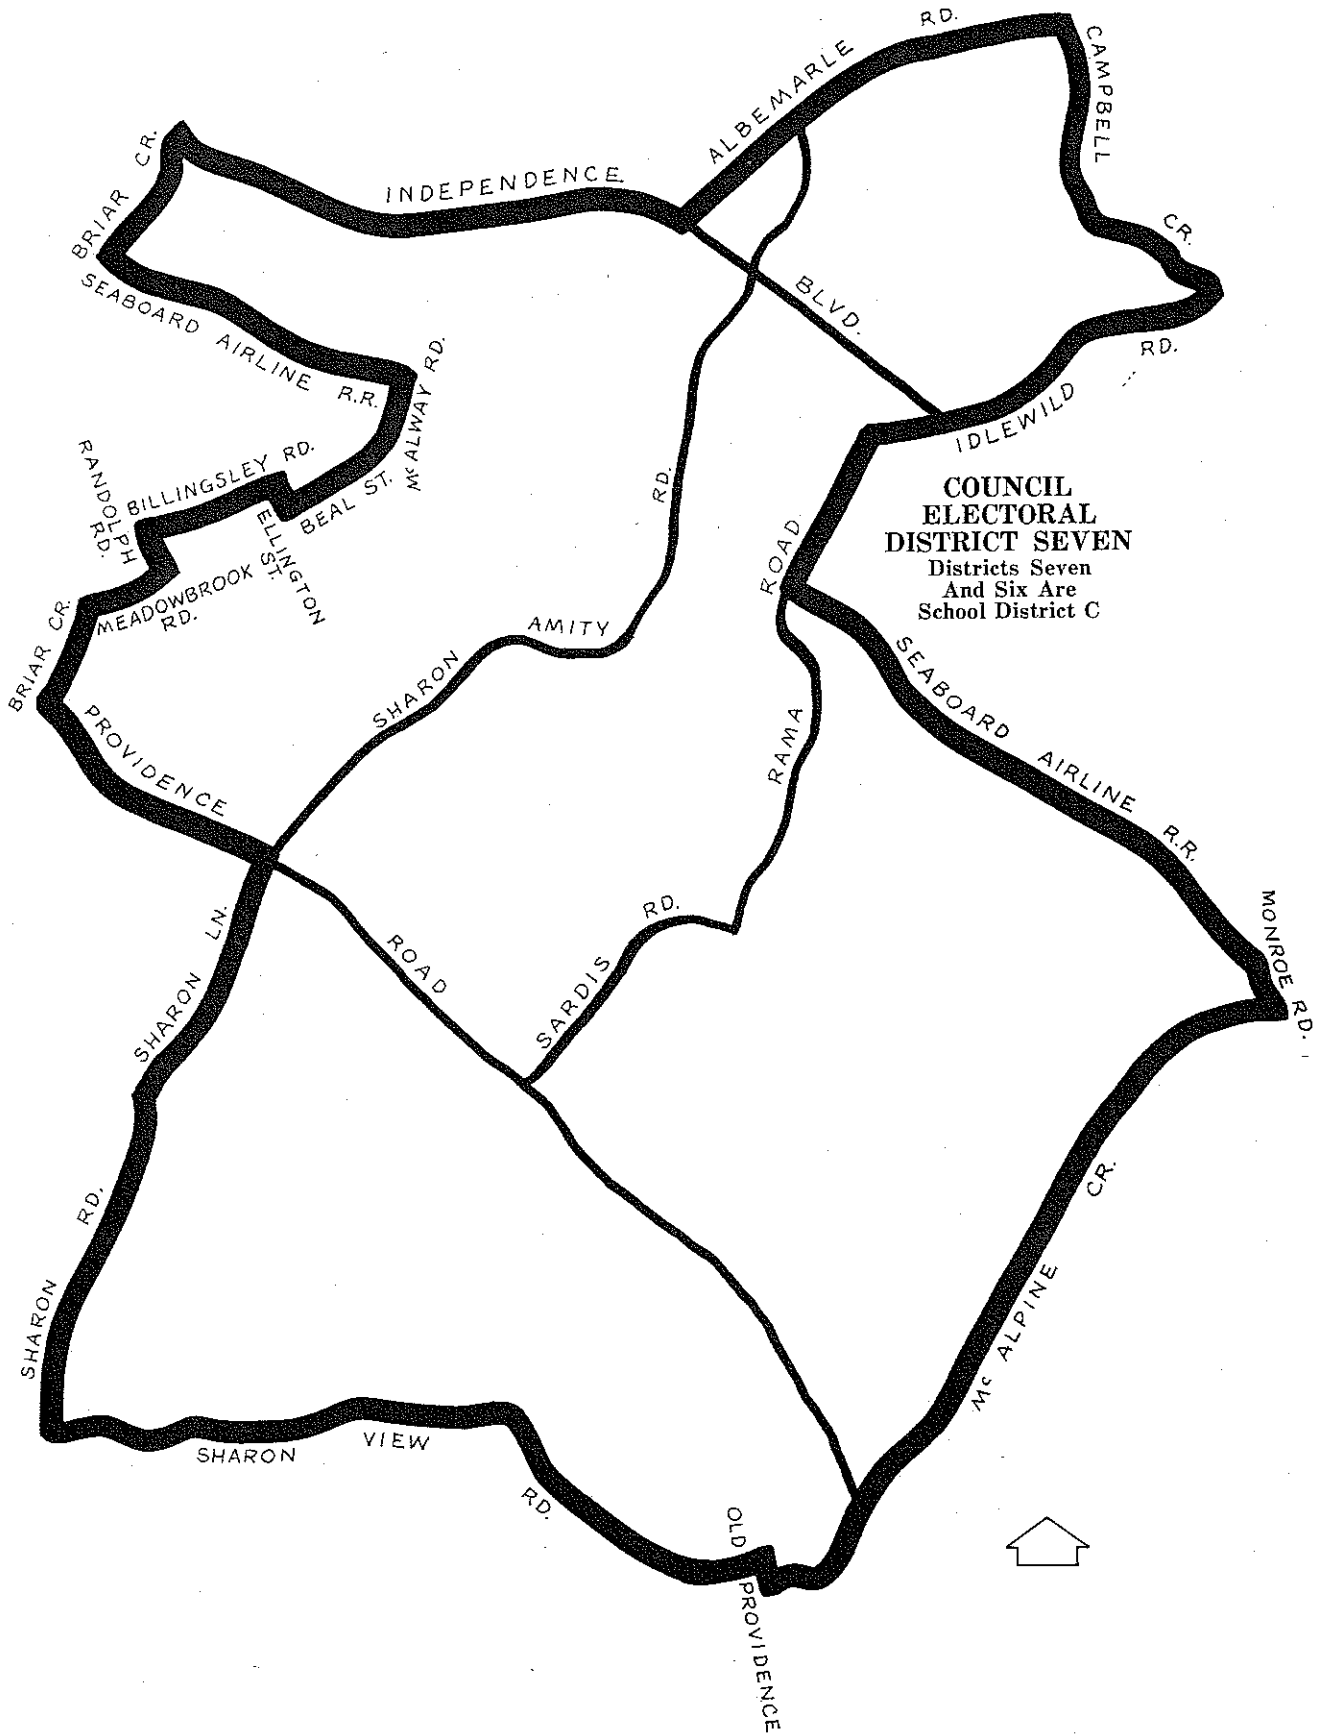 ALBEMARLE RD.
CAMPBELL CR.
BRIAR CR.
INDEPENDENCE BLVD.
SEABOARD AIRLINE R.R.
McALWAY RD.
IDLEWILD RD.
RANDOLPH RD.
BILLINGSLEY RD.
ELLINGTON ST.
BEAL ST.
COUNCIL
ELECTORAL
DISTRICT SEVEN
Districts Seven
And Six Are
School District C
ROAD
MEADOWBROOK RD.
BRIAR CR.
SHARON AMITY RD.
PROVIDENCE ROAD
RAMA
SEABOARD AIRLINE R.R.
MONROE RD.
SARDIS RD.
SHARON LN.
SHARON RD.
Mc ALPINE CR.
SHARON VIEW RD.
OLD PROVIDENCE